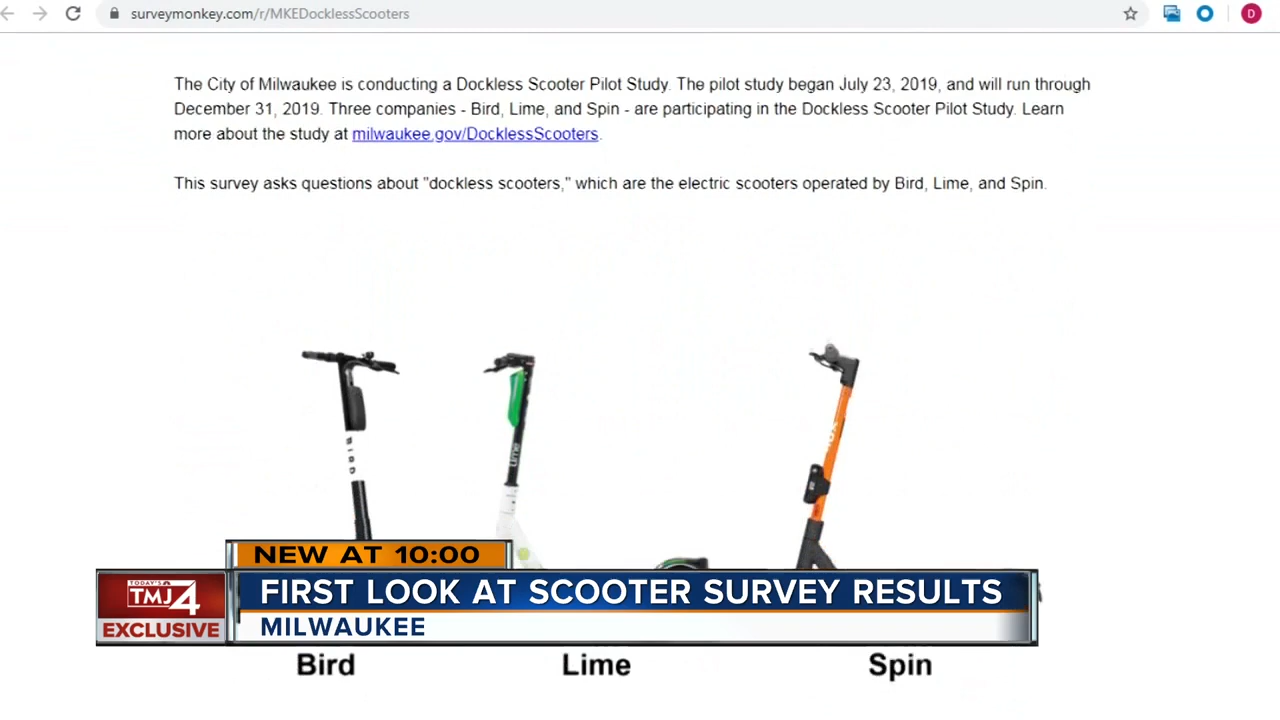 surveymonkey.com/r/MKEDocklessScooters
D
The City of Milwaukee is conducting a Dockless Scooter Pilot Study. The pilot study began July 23, 2019, and will run through
December 31, 2019. Three companies - Bird, Lime, and Spin - are participating in the Dockless Scooter Pilot Study. Learn
more about the study at milwaukee.gov/DocklessScooters.
This survey asks questions about "dockless scooters," which are the electric scooters operated by Bird, Lime, and Spin.
BIRD
Lime
NEW AT 10:00
TODAY'S
TMJ4
EXCLUSIVE
FIRST LOOK AT SCOOTER SURVEY RESULTS
MILWAUKEE
Bird Lime Spin